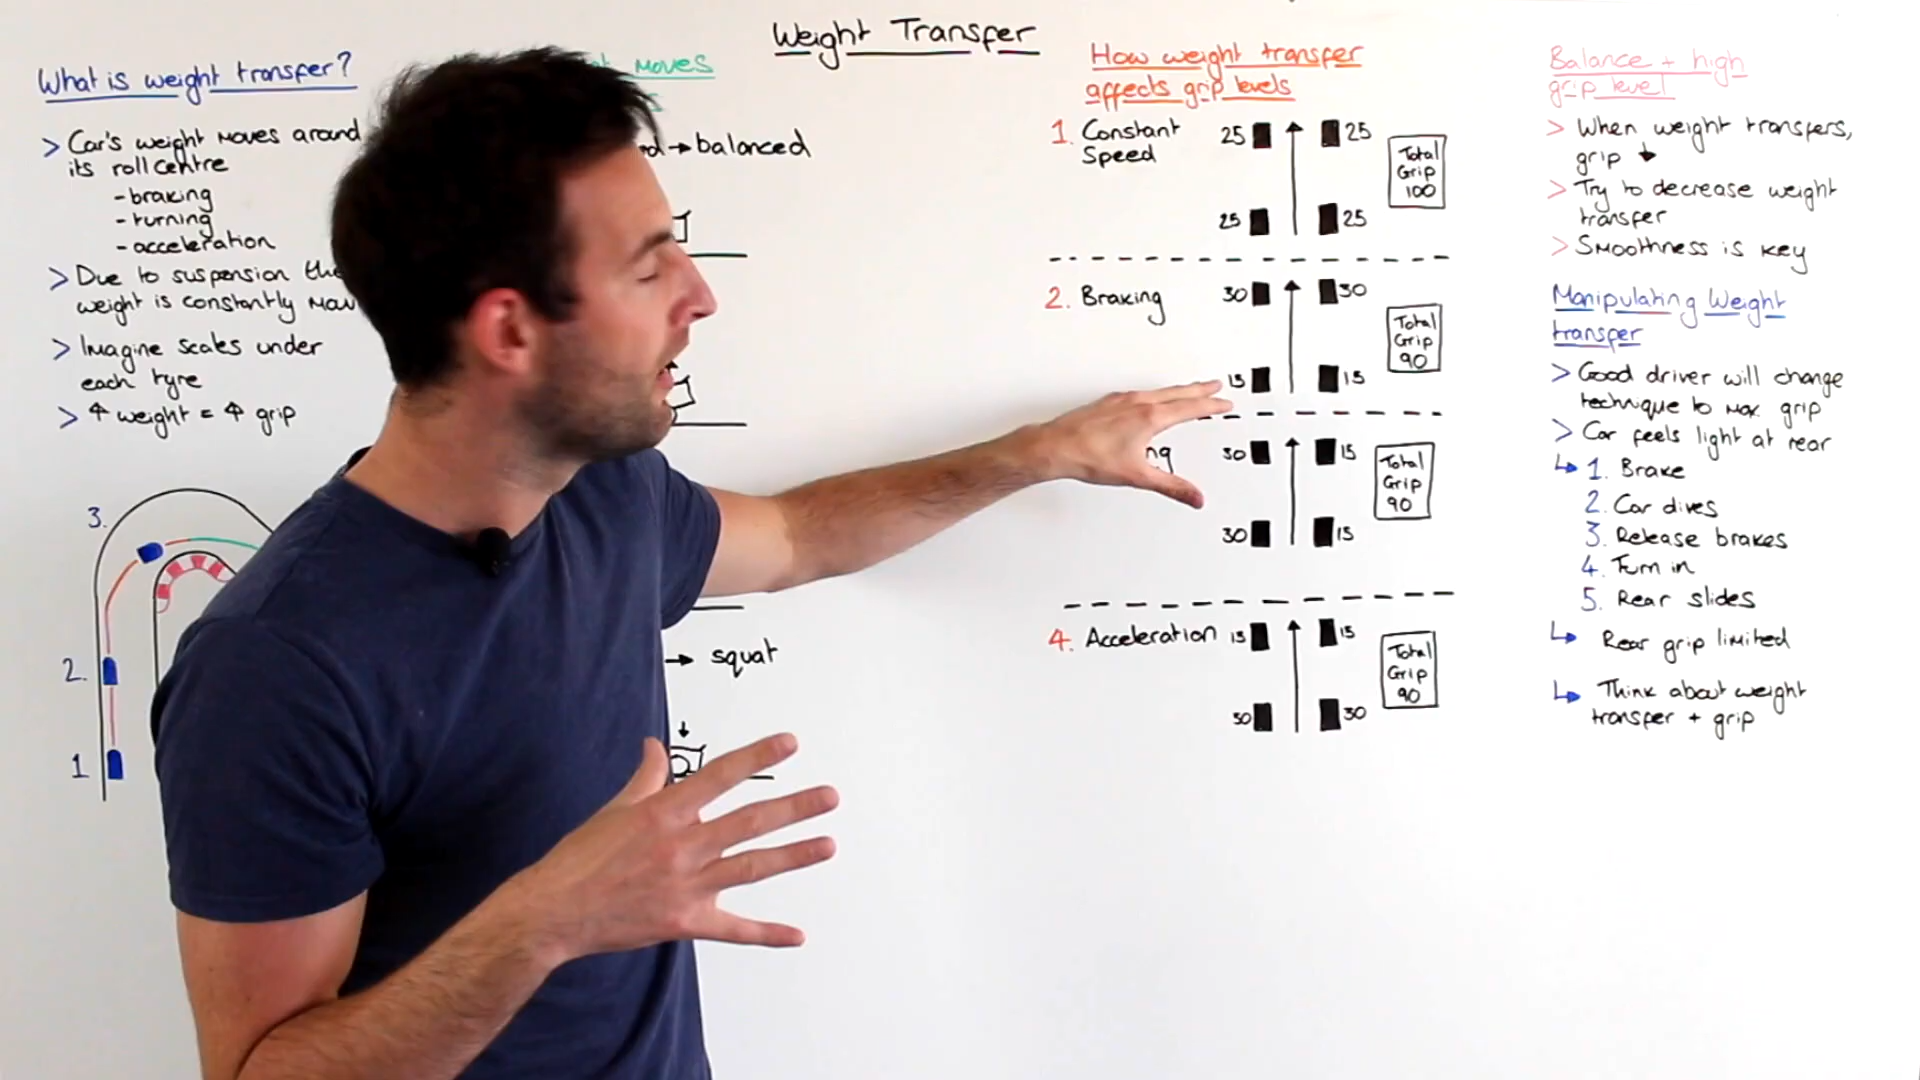 Weight Transfer
What is weight transfer?
> Car's weight moves around
its roll centre
- braking
- turning
- acceleration
> Due to suspension the
weight is constantly mov
> Imagine scales under
each tyre
> ↑ weight = ↑ grip
3.
2.
1
moves
→ balanced
→ squat
How weight transfer
affects grip levels
1. Constant
Speed
25 25
25 25
Total
Grip
100
2. Braking
30 30
15 15
Total
Grip
90
ng
30 15
30 15
Total
Grip
90
4. Acceleration
15 15
30 30
Total
Grip
90
Balance + high
grip level
> When weight transfers,
grip ↓
> Try to decrease weight
transfer
> Smoothness is key
Manipulating Weight
transfer
> Good driver will change
technique to max. grip
> Car feels light at rear
↳ 1. Brake
2. Car dives
3. Release brakes
4. Turn in
5. Rear slides
↳ Rear grip limited
↳ Think about weight
transfer + grip